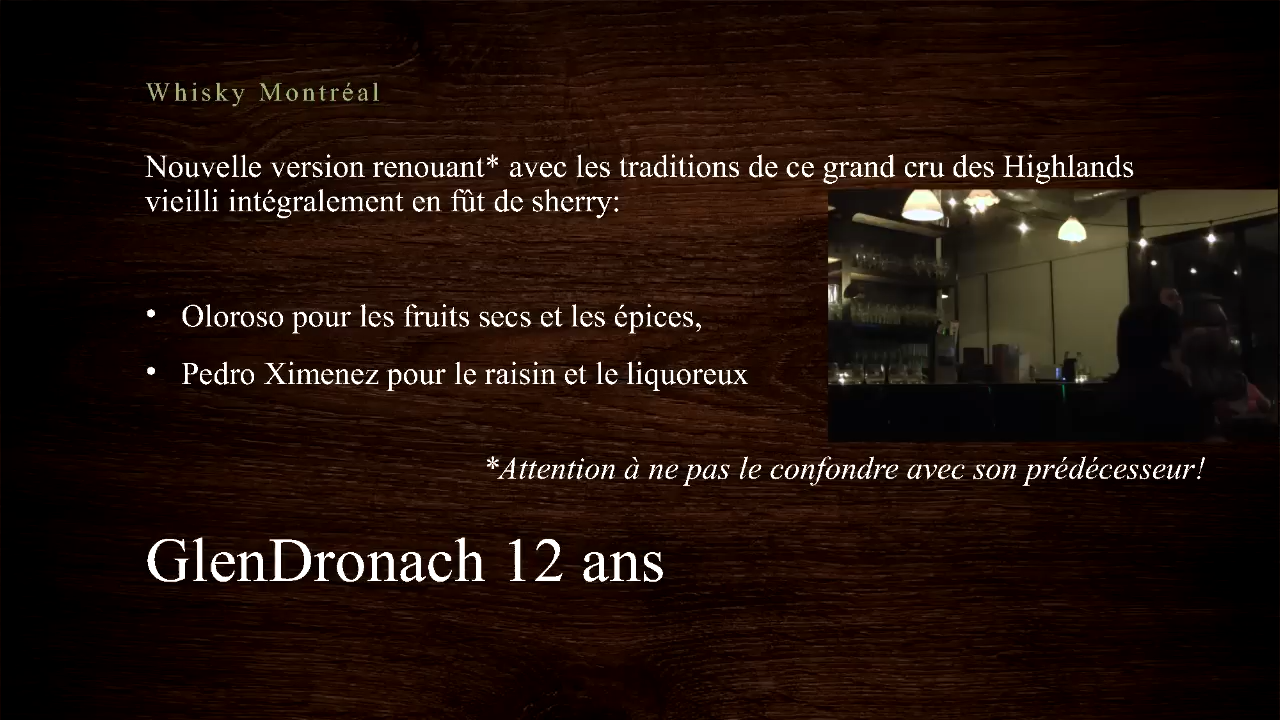 Whisky Montréal
Nouvelle version renouant* avec les traditions de ce grand cru des Highlands
vieilli intégralement en fût de sherry:
• Oloroso pour les fruits secs et les épices,
• Pedro Ximenez pour le raisin et le liquoreux
*Attention à ne pas le confondre avec son prédécesseur!
GlenDronach 12 ans